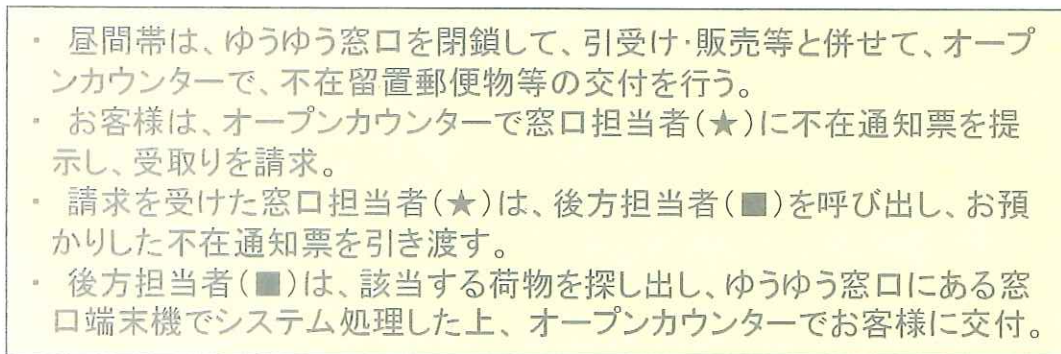 ・ 昼間帯は、ゆうゆう窓口を閉鎖して、引受け・販売等と併せて、オープ
ンカウンターで、不在留置郵便物等の交付を行う。
・ お客様は、オープンカウンターで窓口担当者(★)に不在通知票を提
示し、受取りを請求。
・ 請求を受けた窓口担当者(★)は、後方担当者(■)を呼び出し、お預
かりした不在通知票を引き渡す。
・ 後方担当者(■)は、該当する荷物を探し出し、ゆうゆう窓口にある窓
口端末機でシステム処理した上、オープンカウンターでお客様に交付。